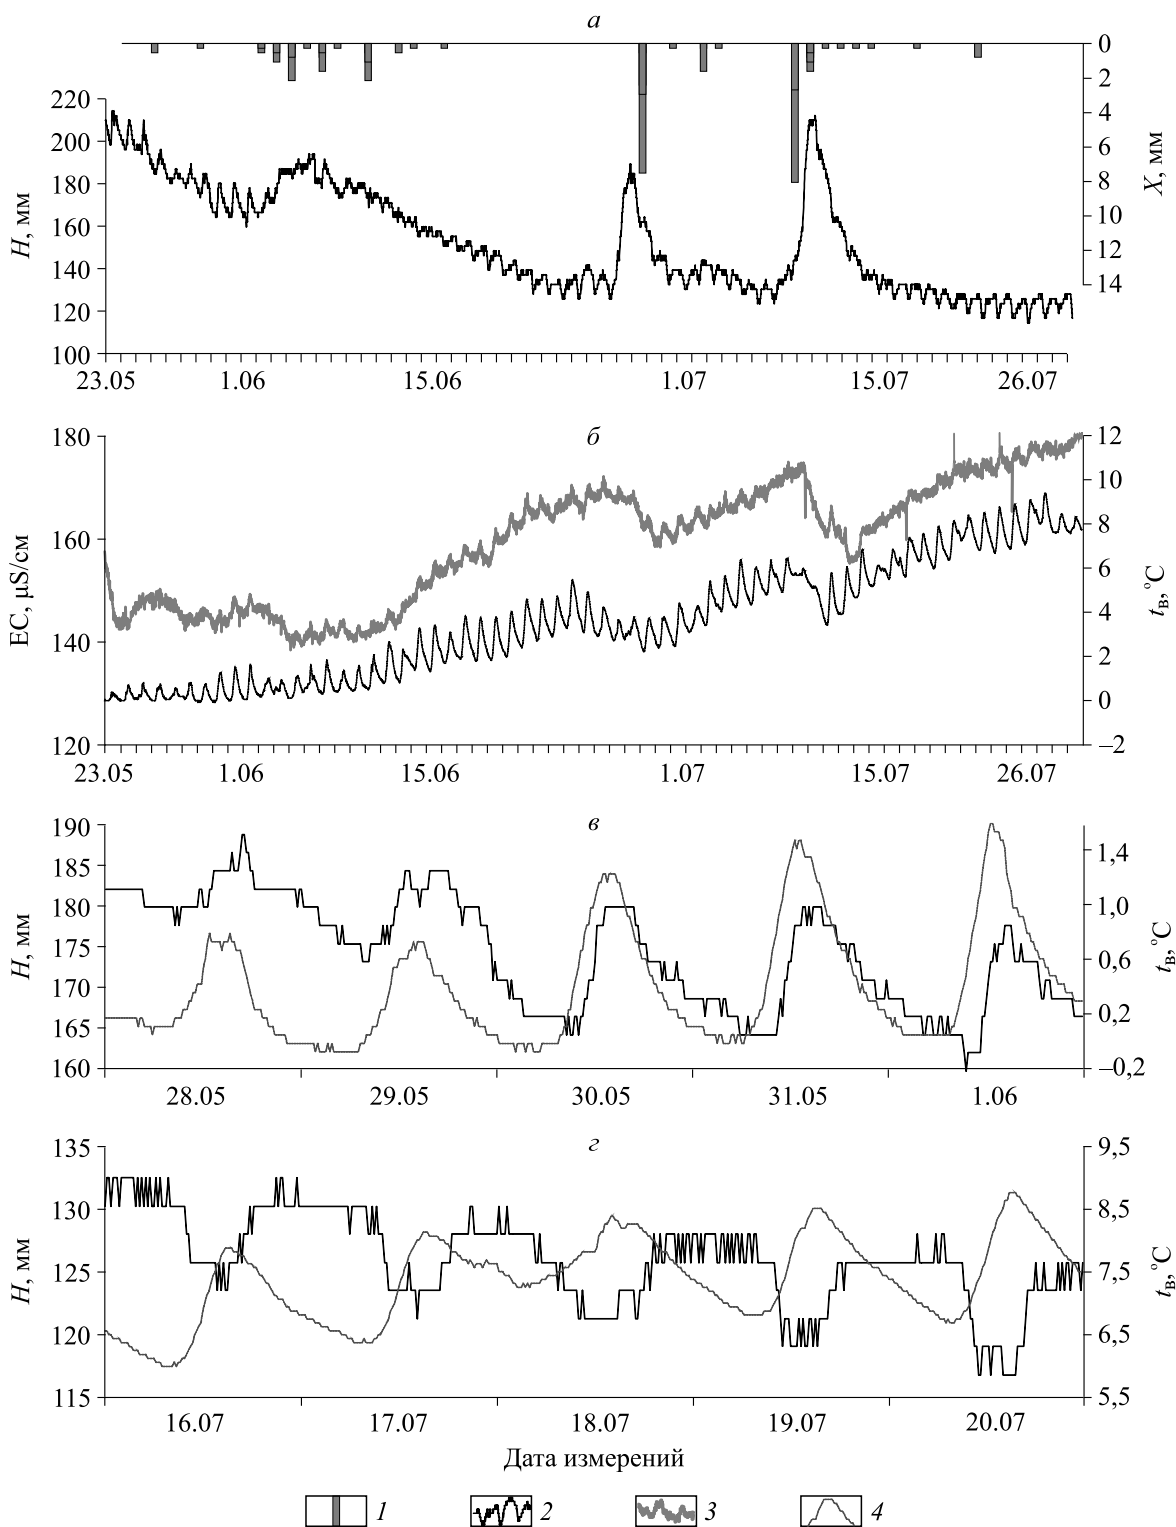 а
0
2
4
6
8
10
12
14
X, мм
220
200
180
160
140
120
100
H, мм
23.05 1.06 15.06 1.07 15.07 26.07
б
180
160
140
120
EC, μS/см
12
10
8
6
4
2
0
–2
tв, °C
23.05 1.06 15.06 1.07 15.07 26.07
в
190
185
180
175
170
165
160
H, мм
1,4
1,0
0,6
0,2
–0,2
tв, °C
28.05 29.05 30.05 31.05 1.06
г
135
130
125
120
115
H, мм
9,5
8,5
7,5
6,5
5,5
tв, °C
16.07 17.07 18.07 19.07 20.07
Дата измерений
1 2 3 4